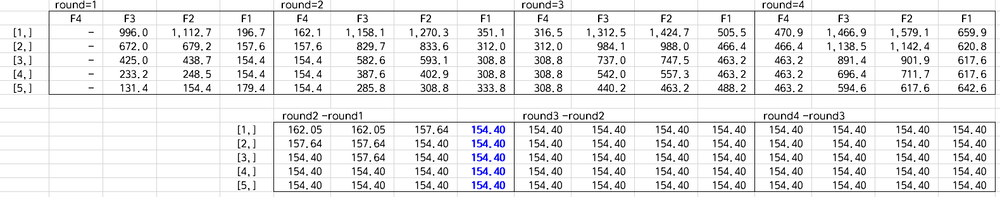 round=1 round=2 round=3 round=4
F4 F3 F2 F1 F4 F3 F2 F1 F4 F3 F2 F1 F4 F3 F2 F1
[1,] - 996.0 1,112.7 196.7 162.1 1,158.1 1,270.3 351.1 316.5 1,312.5 1,424.7 505.5 470.9 1,466.9 1,579.1 659.9
[2,] - 672.0 679.2 157.6 157.6 829.7 833.6 312.0 312.0 984.1 988.0 466.4 466.4 1,138.5 1,142.4 620.8
[3,] - 425.0 438.7 154.4 154.4 582.6 593.1 308.8 308.8 737.0 747.5 463.2 463.2 891.4 901.9 617.6
[4,] - 233.2 248.5 154.4 154.4 387.6 402.9 308.8 308.8 542.0 557.3 463.2 463.2 696.4 711.7 617.6
[5,] - 131.4 154.4 179.4 154.4 285.8 308.8 333.8 308.8 440.2 463.2 488.2 463.2 594.6 617.6 642.6
round2 -round1 round3 -round2 round4 -round3
[1,] 162.05 162.05 157.64 154.40 154.40 154.40 154.40 154.40 154.40 154.40 154.40 154.40
[2,] 157.64 157.64 154.40 154.40 154.40 154.40 154.40 154.40 154.40 154.40 154.40 154.40
[3,] 154.40 157.64 154.40 154.40 154.40 154.40 154.40 154.40 154.40 154.40 154.40 154.40
[4,] 154.40 154.40 154.40 154.40 154.40 154.40 154.40 154.40 154.40 154.40 154.40 154.40
[5,] 154.40 154.40 154.40 154.40 154.40 154.40 154.40 154.40 154.40 154.40 154.40 154.40